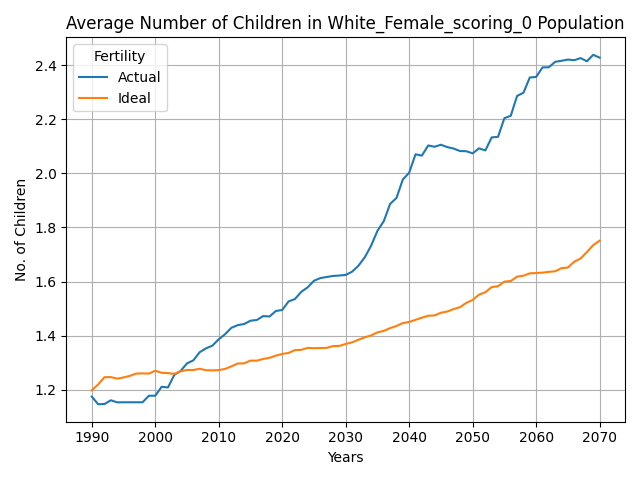 Average Number of Children in White_Female_scoring_0 Population
Fertility
Actual
Ideal
No. of Children
2.4
2.2
2.0
1.8
1.6
1.4
1.2
1990 2000 2010 2020 2030 2040 2050 2060 2070
Years